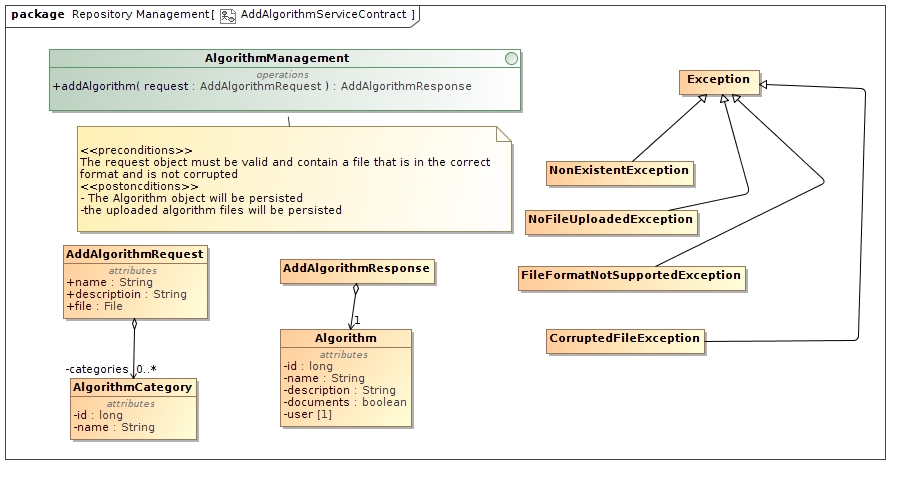 package Repository Management[ AddAlgorithmServiceContract ]
AlgorithmManagement
operations
+addAlgorithm( request : AddAlgorithmRequest ) : AddAlgorithmResponse
<<preconditions>>
The request object must be valid and contain a file that is in the correct
format and is not corrupted
<<postoncditions>>
- The Algorithm object will be persisted
-the uploaded algorithm files will be persisted
AddAlgorithmRequest
attributes
+name : String
+descriptioin : String
+file : File
-categories 0..*
AlgorithmCategory
attributes
-id : long
-name : String
AddAlgorithmResponse
1
Algorithm
attributes
-id : long
-name : String
-description : String
-documents : boolean
-user [1]
Exception
NonExistentException
NoFileUploadedException
FileFormatNotSupportedException
CorruptedFileException